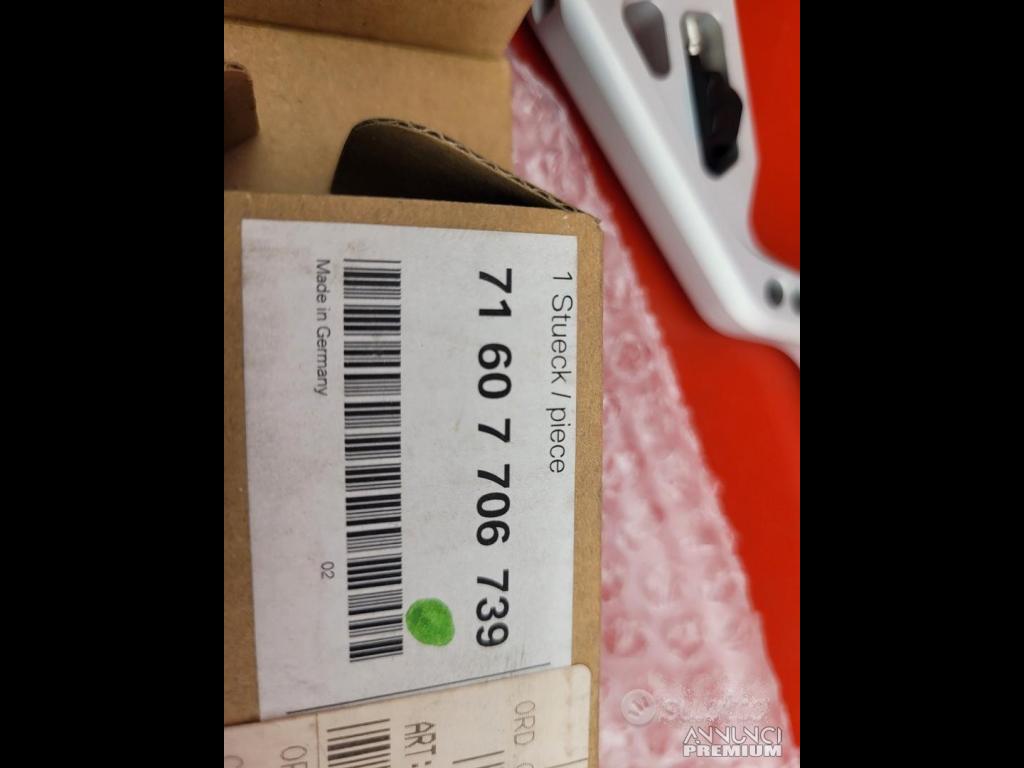 1 Stueck / piece
71 60 7 706 739
Made in Germany
02
ORD
ART:
ANNUNCI
PREMIUM